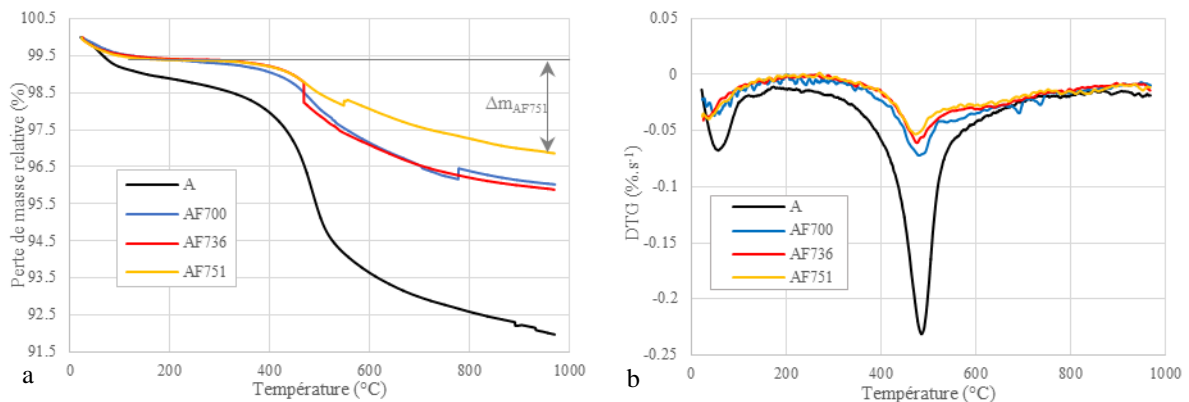 100.5
99.5
98.5
97.5
96.5
95.5
94.5
93.5
92.5
91.5
Perte de masse relative (%)
ΔmAF751
A
AF700
AF736
AF751
0
200
400
600
800
1000
Température (°C)
a
0.05
0
-0.05
-0.1
-0.15
-0.2
-0.25
DTG (%.s⁻¹)
A
AF700
AF736
AF751
0
200
400
600
800
1000
Température (°C)
b